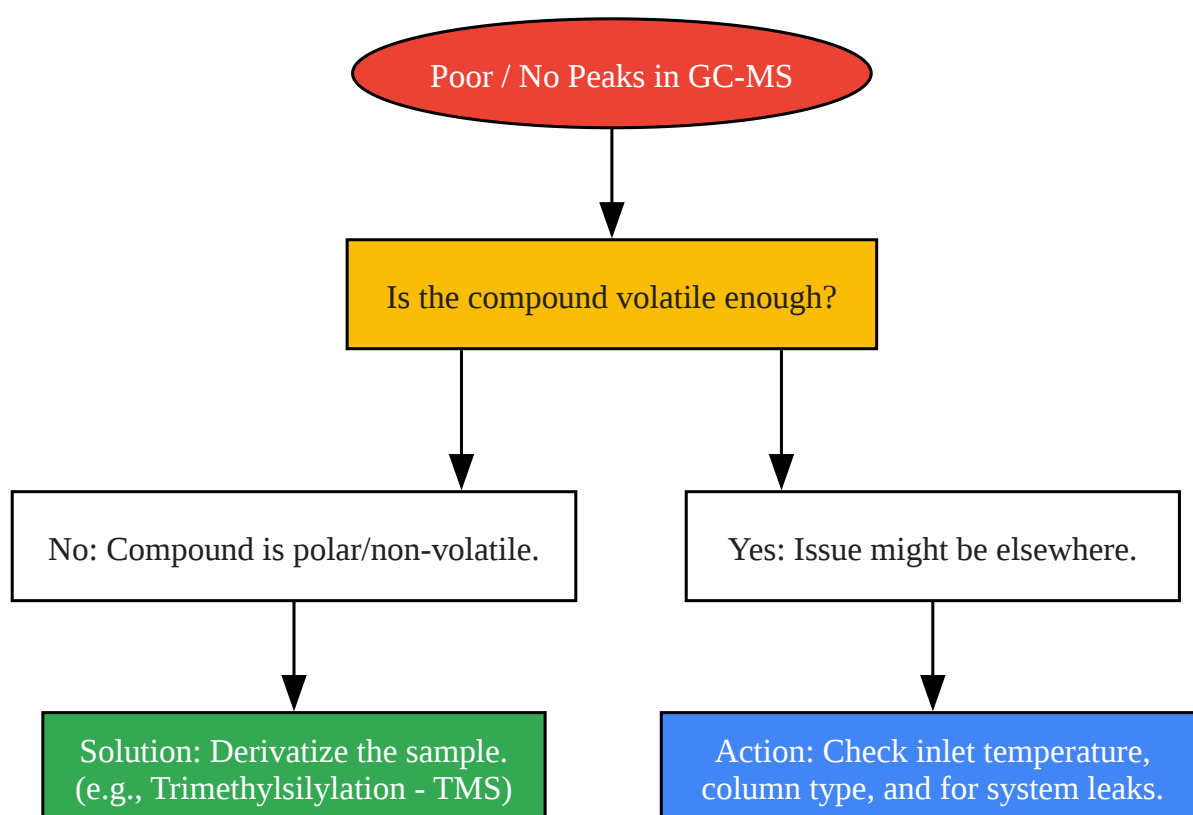 Poor / No Peaks in GC-MS
Is the compound volatile enough?
No: Compound is polar/non-volatile.
Yes: Issue might be elsewhere.
Solution: Derivatize the sample.
(e.g., Trimethylsilylation - TMS)
Action: Check inlet temperature,
column type, and for system leaks.